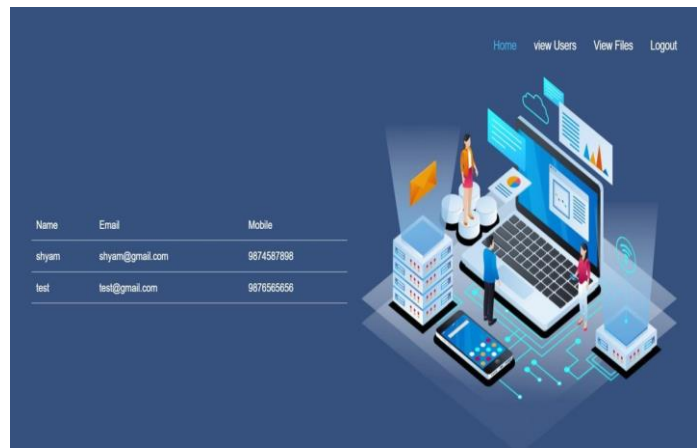 Home view Users View Files Logout
Name Email Mobile
shyam shyam@gmail.com 9874587898
test test@gmail.com 9876565656